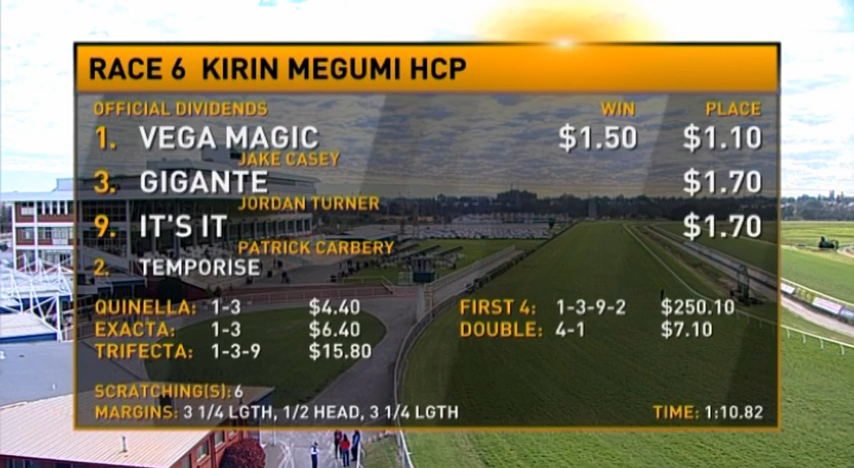 RACE 6 KIRIN MEGUMI HCP
OFFICIAL DIVIDENDS WIN PLACE
1. VEGA MAGIC $1.50 $1.10
JAKE CASEY
3. GIGANTE $1.70
JORDAN TURNER
9. IT'S IT $1.70
PATRICK CARBERY
2. TEMPORISE
QUINELLA: 1-3 $4.40 FIRST 4: 1-3-9-2 $250.10
EXACTA: 1-3 $6.40 DOUBLE: 4-1 $7.10
TRIFECTA: 1-3-9 $15.80
SCRATCHING(S): 6
MARGINS: 3 1/4 LGTH, 1/2 HEAD, 3 1/4 LGTH TIME: 1:10.82